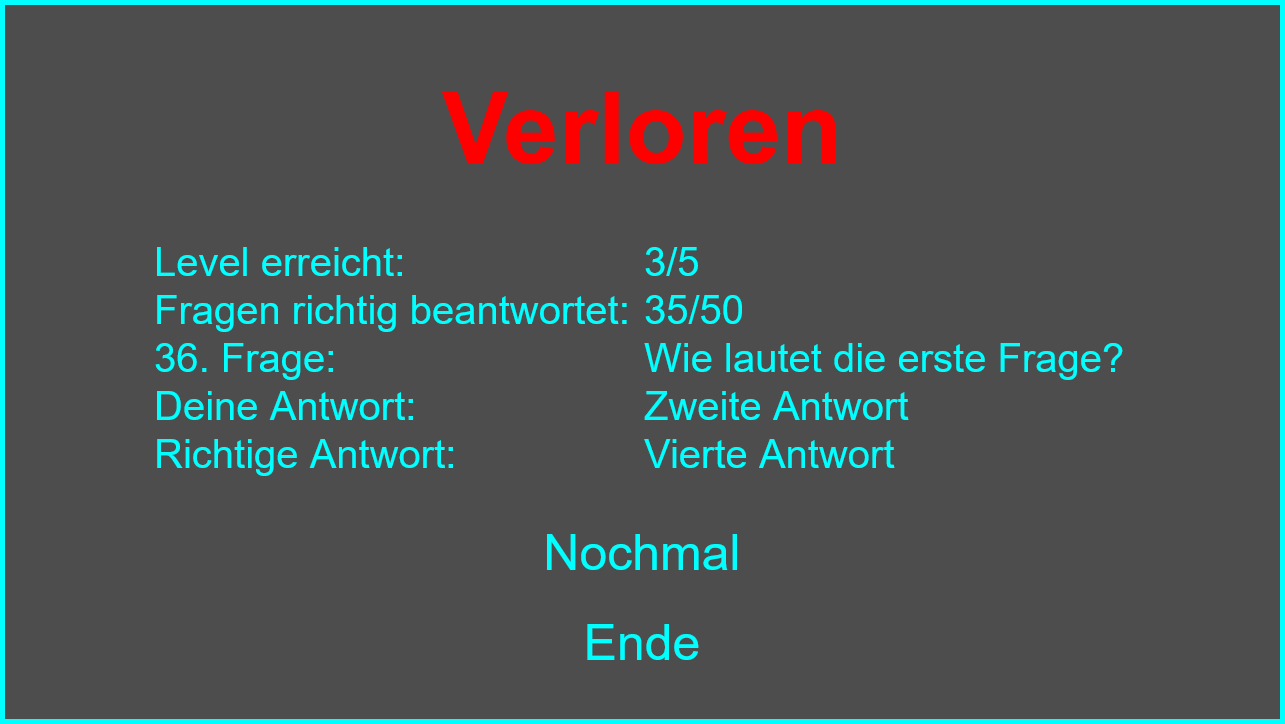 Verloren
Level erreicht: 3/5
Fragen richtig beantwortet: 35/50
36. Frage: Wie lautet die erste Frage?
Deine Antwort: Zweite Antwort
Richtige Antwort: Vierte Antwort
Nochmal
Ende